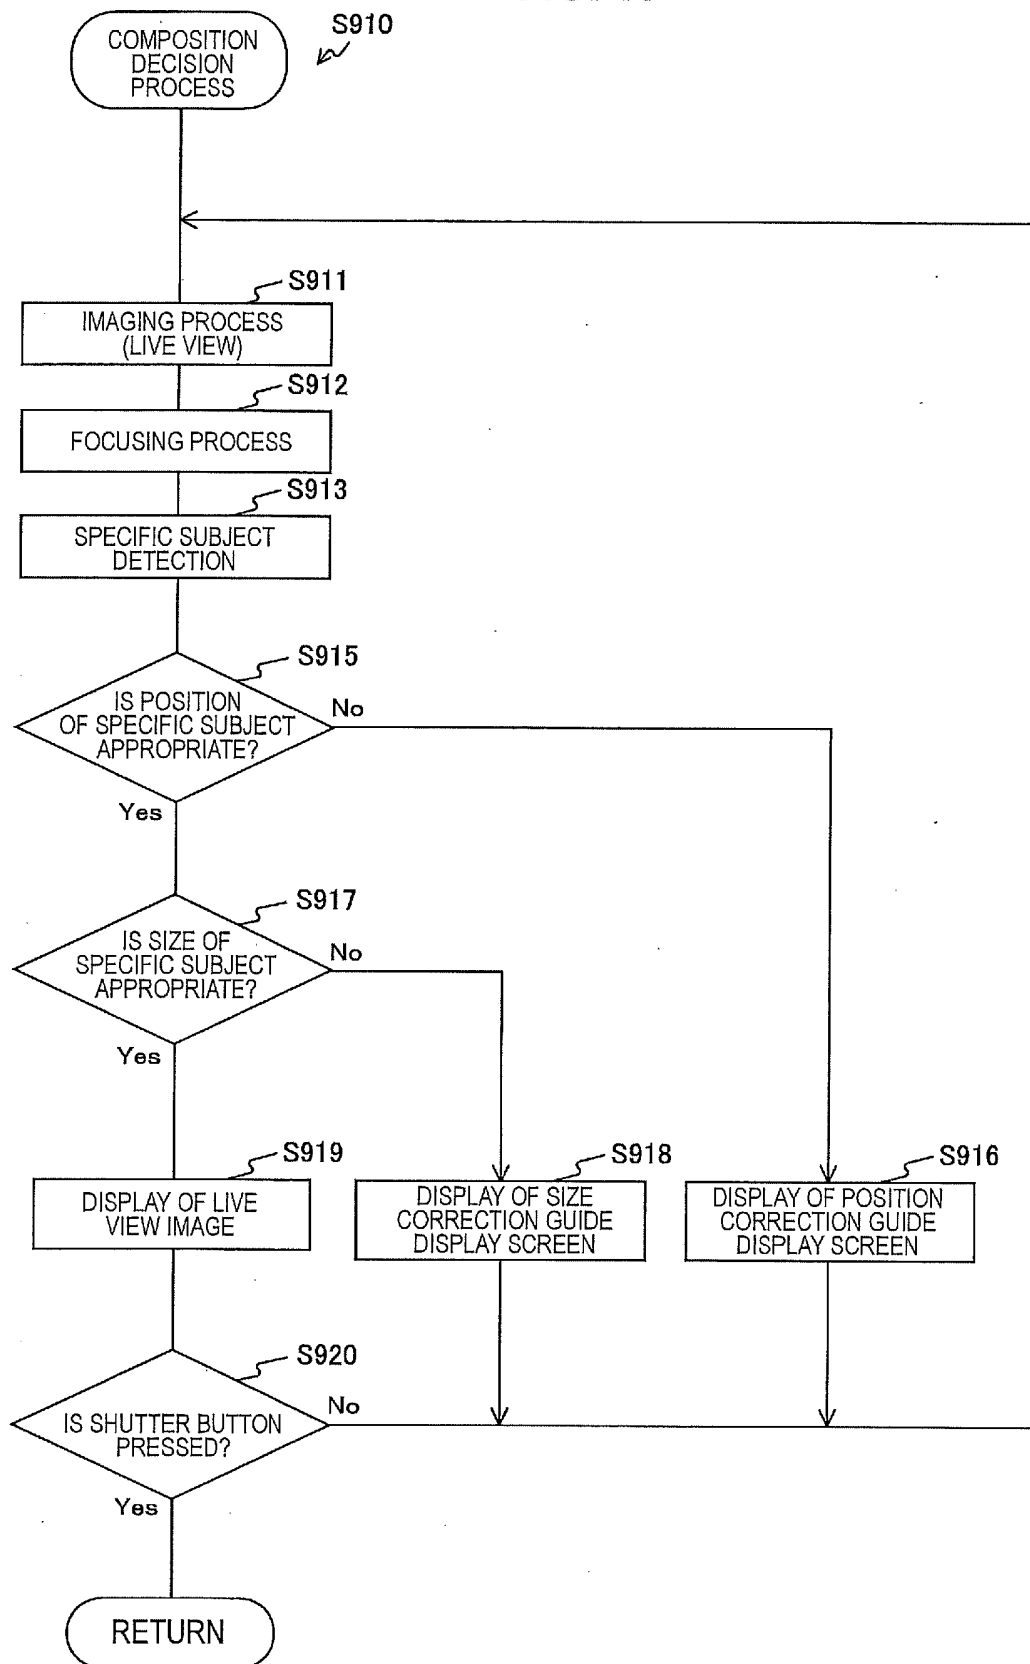 COMPOSITION
DECISION
PROCESS
S910
S911
IMAGING PROCESS
(LIVE VIEW)
S912
FOCUSING PROCESS
S913
SPECIFIC SUBJECT
DETECTION
S915
IS POSITION
OF SPECIFIC SUBJECT
APPROPRIATE?
No
Yes
S917
IS SIZE OF
SPECIFIC SUBJECT
APPROPRIATE?
No
Yes
S919
DISPLAY OF LIVE
VIEW IMAGE
S918
DISPLAY OF SIZE
CORRECTION GUIDE
DISPLAY SCREEN
S916
DISPLAY OF POSITION
CORRECTION GUIDE
DISPLAY SCREEN
S920
IS SHUTTER BUTTON
PRESSED?
No
Yes
RETURN